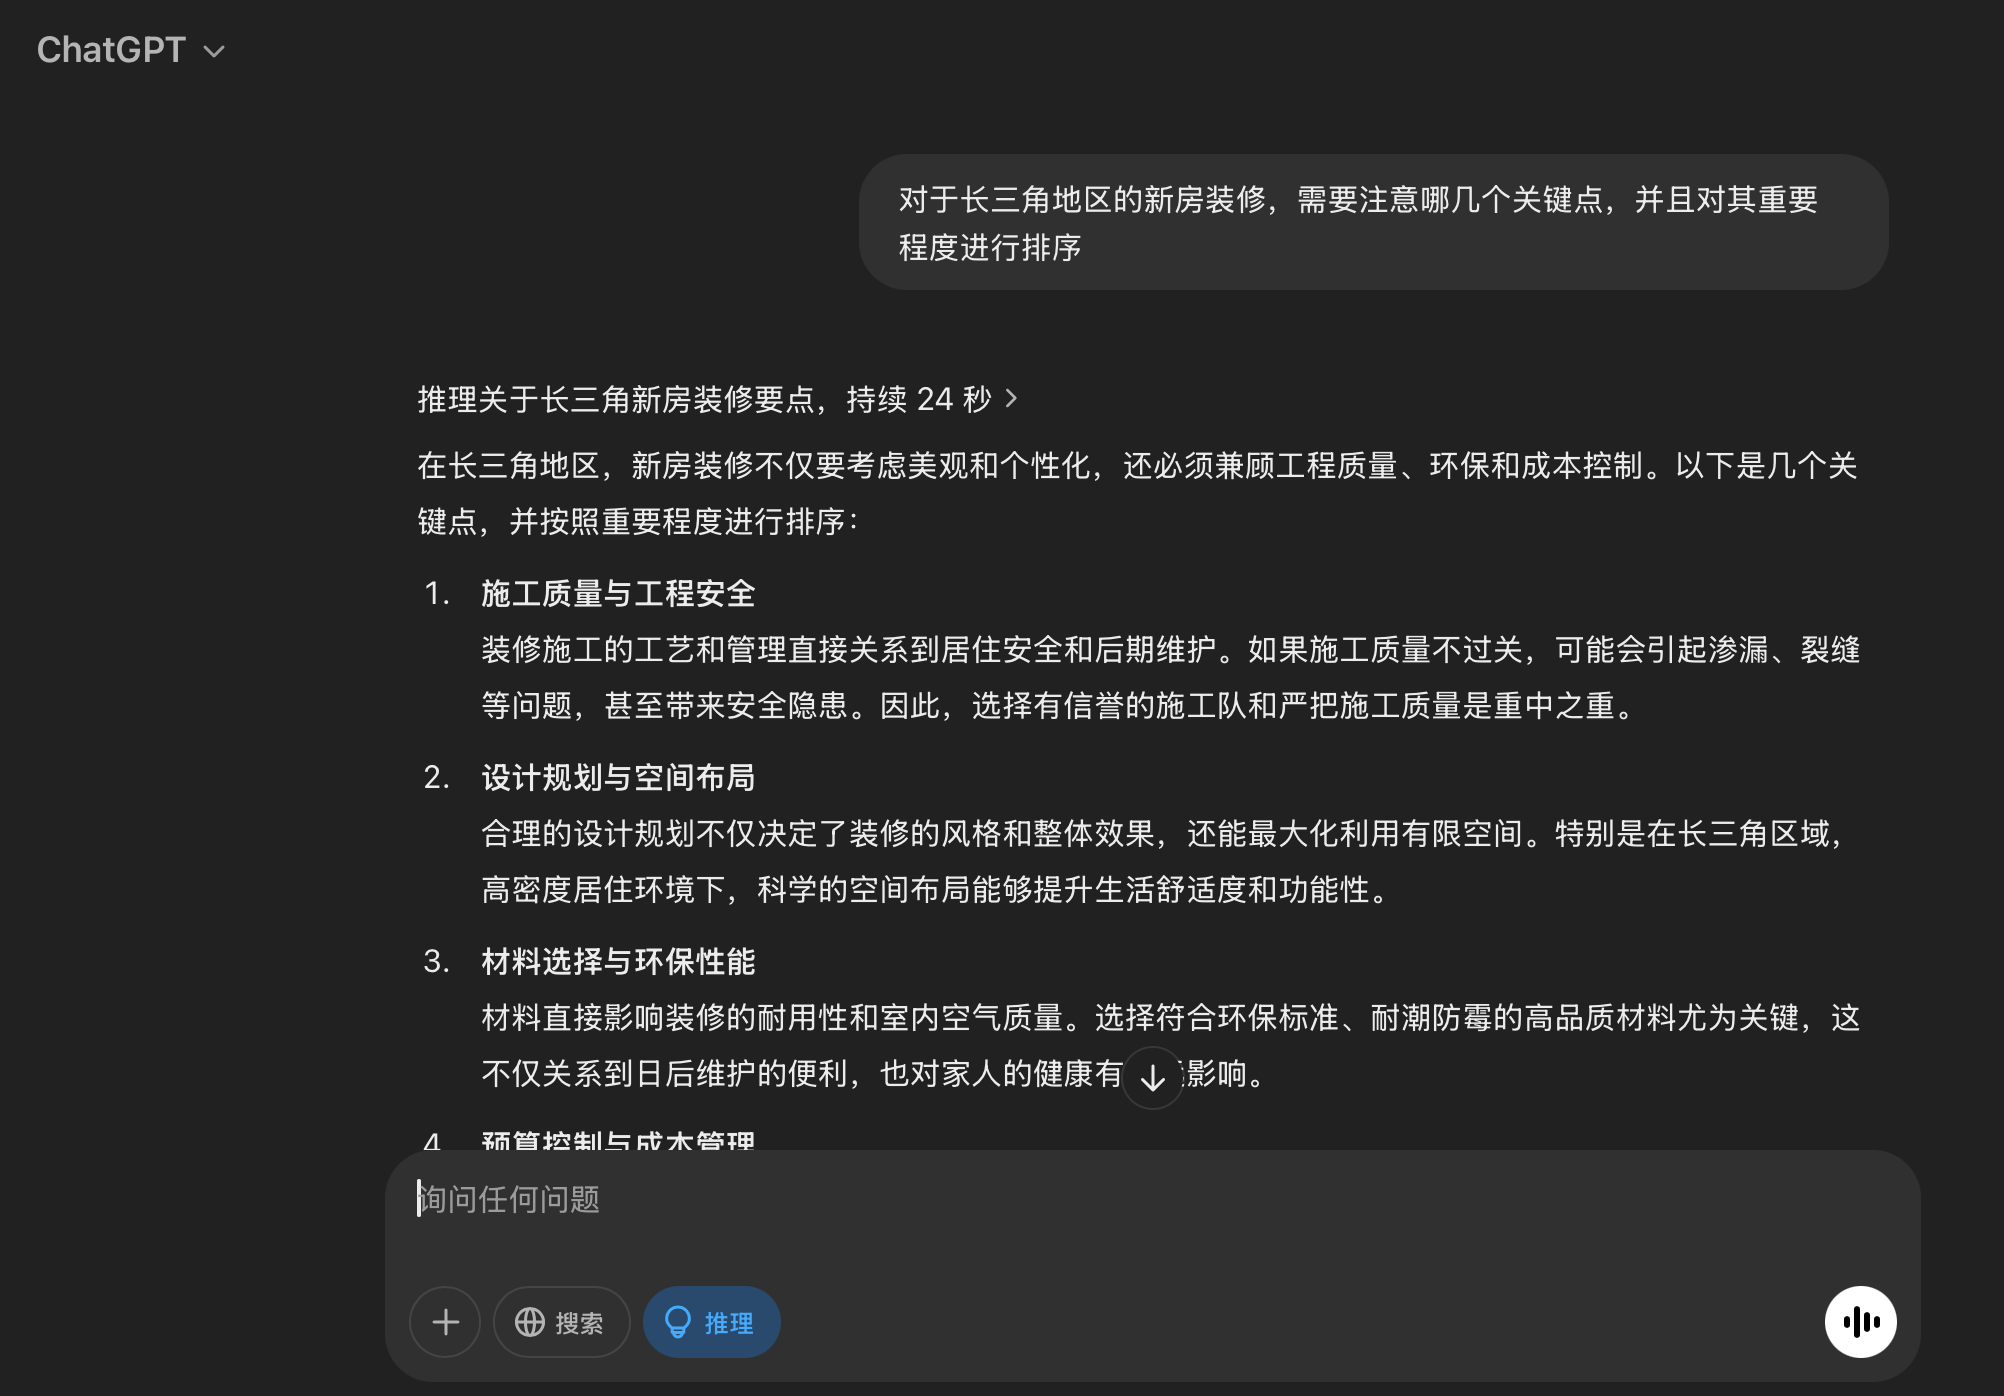 ChatGPT
对于长三角地区的新房装修，需要注意哪几个关键点，并且对其重要
程度进行排序
推理关于长三角新房装修要点，持续 24 秒
在长三角地区，新房装修不仅要考虑美观和个性化，还必须兼顾工程质量、环保和成本控制。以下是几个关
键点，并按照重要程度进行排序：
1. 施工质量与工程安全
装修施工的工艺和管理直接关系到居住安全和后期维护。如果施工质量不过关，可能会引起渗漏、裂缝
等问题，甚至带来安全隐患。因此，选择有信誉的施工队和严把施工质量是重中之重。
2. 设计规划与空间布局
合理的设计规划不仅决定了装修的风格和整体效果，还能最大化利用有限空间。特别是在长三角区域，
高密度居住环境下，科学的空间布局能够提升生活舒适度和功能性。
3. 材料选择与环保性能
材料直接影响装修的耐用性和室内空气质量。选择符合环保标准、耐潮防霉的高品质材料尤为关键，这
不仅关系到日后维护的便利，也对家人的健康有影响。
4. 预算控制与成本管理
询问任何问题
搜索
推理